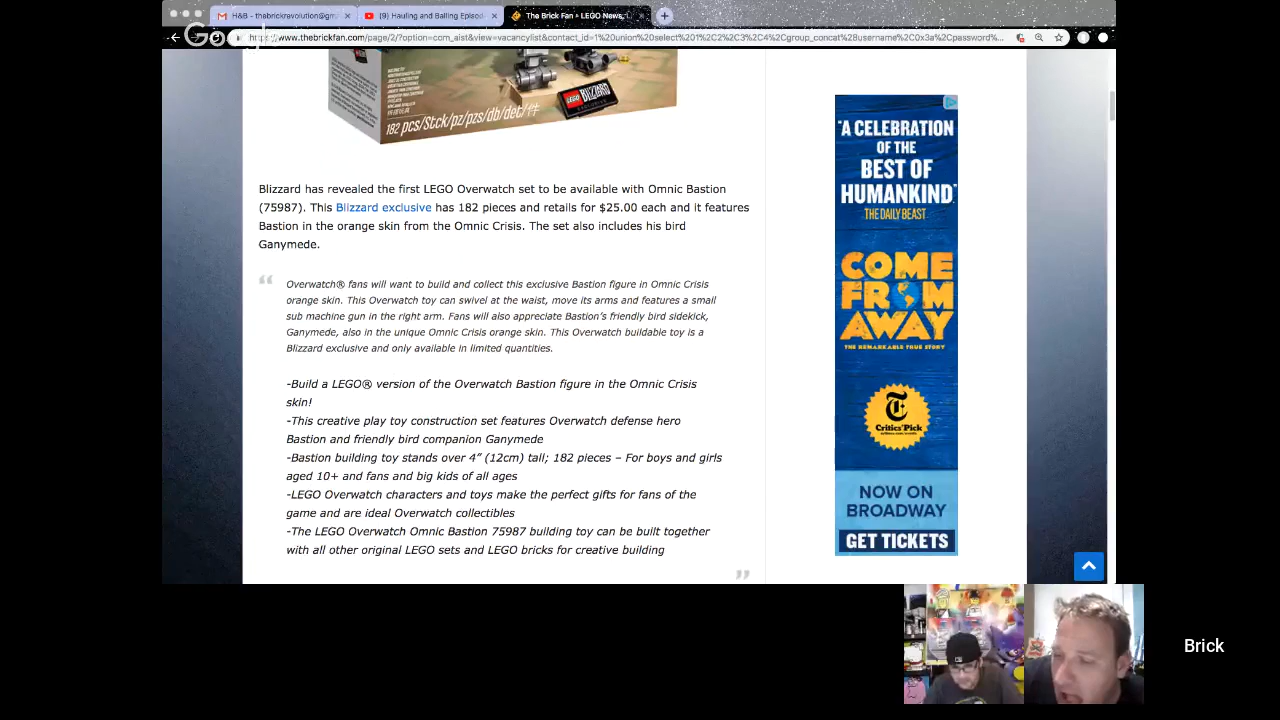 H&B - thebrickrevolution@gm
(9) Hauling and Balling Episod
The Brick Fan - LEGO News,
https://www.thebrickfan.com/page/2/?option=com_aist&view=vacancylist&contact_id=1%20union%20select%201%2C2%2C3%2C4%2Cgroup_concat%28username%2C0x3a%2Cpassword%...
LEGO BLIZZARD
EXCLUSIVE
182 pcs/Stck/pz/pzs/db/det/件
Blizzard has revealed the first LEGO Overwatch set to be available with Omnic Bastion
(75987). This Blizzard exclusive has 182 pieces and retails for $25.00 each and it features
Bastion in the orange skin from the Omnic Crisis. The set also includes his bird
Ganymede.
“
Overwatch® fans will want to build and collect this exclusive Bastion figure in Omnic Crisis
orange skin. This Overwatch toy can swivel at the waist, move its arms and features a small
sub machine gun in the right arm. Fans will also appreciate Bastion’s friendly bird sidekick,
Ganymede, also in the unique Omnic Crisis orange skin. This Overwatch buildable toy is a
Blizzard exclusive and only available in limited quantities.
-Build a LEGO® version of the Overwatch Bastion figure in the Omnic Crisis
skin!
-This creative play toy construction set features Overwatch defense hero
Bastion and friendly bird companion Ganymede
-Bastion building toy stands over 4” (12cm) tall; 182 pieces – For boys and girls
aged 10+ and fans and big kids of all ages
-LEGO Overwatch characters and toys make the perfect gifts for fans of the
game and are ideal Overwatch collectibles
-The LEGO Overwatch Omnic Bastion 75987 building toy can be built together
with all other original LEGO sets and LEGO bricks for creative building
”
"A CELEBRATION
OF THE
BEST OF
HUMANKIND"
THE DAILY BEAST
COME
FROM
AWAY
THE REMARKABLE TRUE STORY
Critics' Pick
nytimes.com/events
NOW ON
BROADWAY
GET TICKETS
Brick